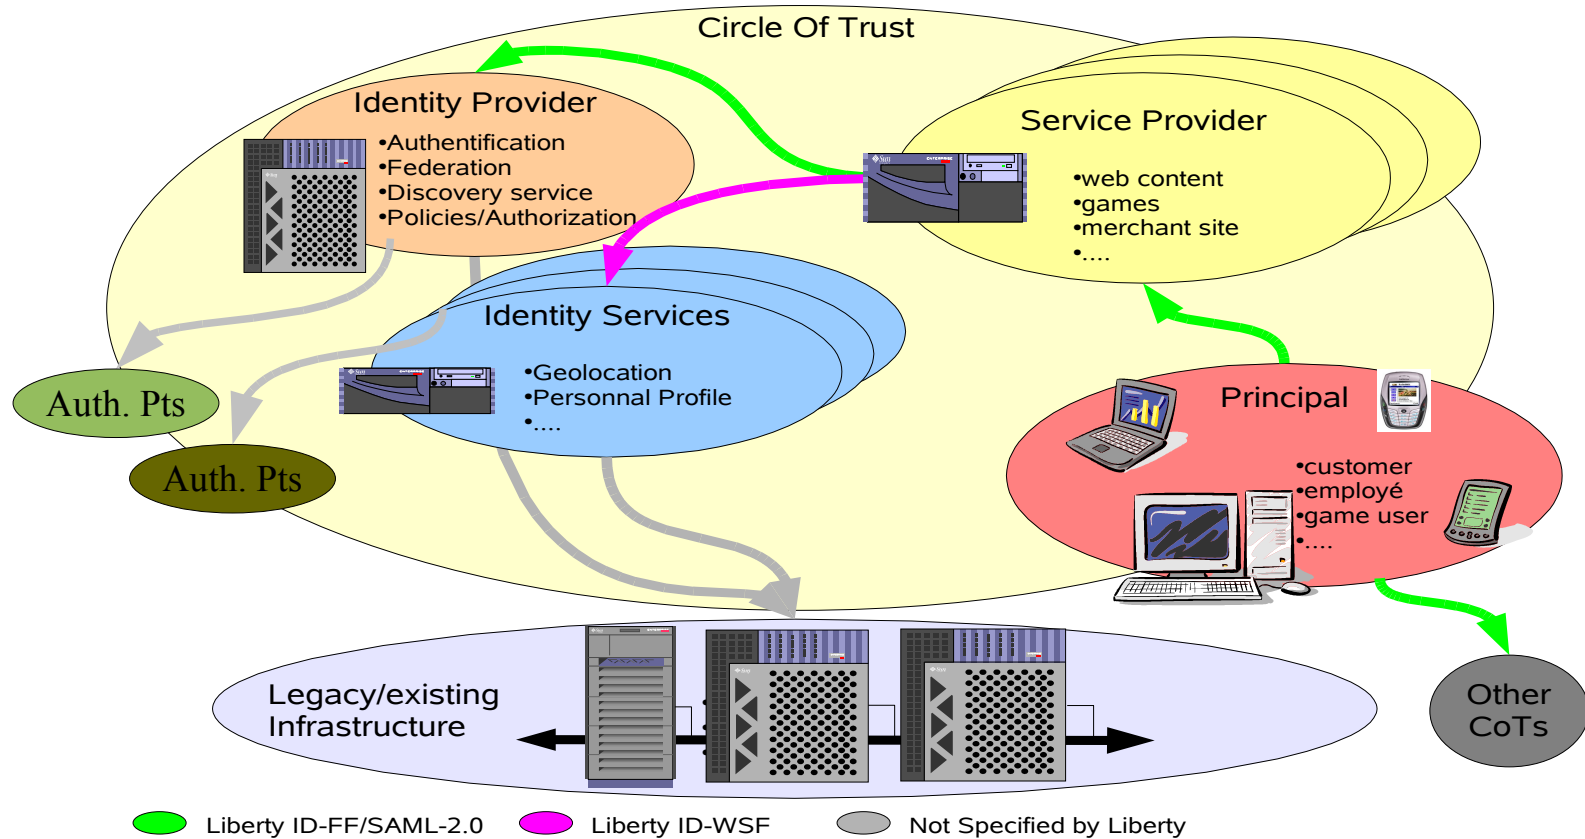 Circle Of Trust
Identity Provider
•Authentification
•Federation
•Discovery service
•Policies/Authorization
Service Provider
•web content
•games
•merchant site
•....
Identity Services
•Geolocation
•Personnal Profile
•....
Auth. Pts
Auth. Pts
Principal
•customer
•employé
•game user
•....
Legacy/existing
Infrastructure
Other
CoTs
Liberty ID-FF/SAML-2.0
Liberty ID-WSF
Not Specified by Liberty
Sun
ENTERPRISE